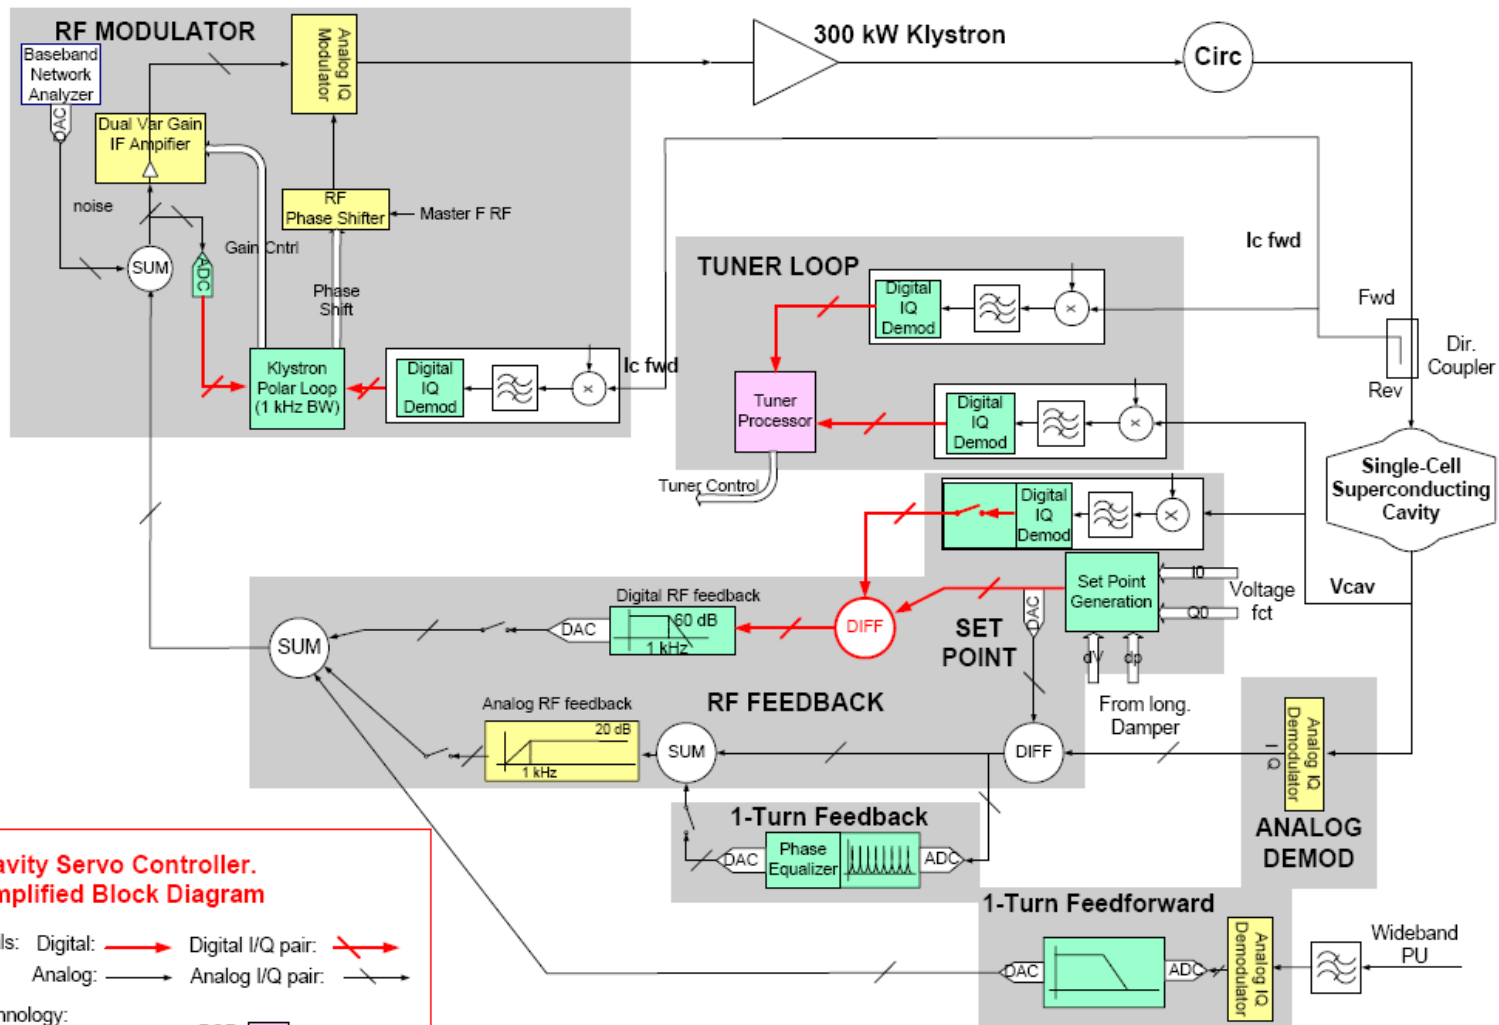 RF MODULATOR
Baseband
Network
Analyzer
DAC
Dual Var Gain
IF Ampifier
Analog IQ
Modulator
300 kW Klystron
Circ
noise
RF
Phase Shifter
Master F RF
SUM
ADC
Gain Cntrl
Phase
Shift
Klystron
Polar Loop
(1 kHz BW)
Digital
IQ
Demod
x
Ic fwd
TUNER LOOP
Digital
IQ
Demod
x
Ic fwd
Fwd
Dir.
Coupler
Rev
Tuner
Processor
Digital
IQ
Demod
x
Tuner Control
Single-Cell
Superconducting
Cavity
Digital
IQ
Demod
x
Set Point
Generation
I0
Q0
Voltage
fct
Vcav
dV
dp
From long.
Damper
SET
POINT
DAC
DIFF
Digital RF feedback
60 dB
1 kHz
DAC
SUM
RF FEEDBACK
Analog RF feedback
20 dB
1 kHz
SUM
DIFF
I
Q
Analog IQ
Demodulator
ANALOG
DEMOD
1-Turn Feedback
DAC
Phase
Equalizer
ADC
1-Turn Feedforward
DAC
ADC
Analog IQ
Demodulator
Wideband
PU
avity Servo Controller.
mplified Block Diagram
ls: Digital: Digital I/Q pair:
Analog: Analog I/Q pair:
hnology: